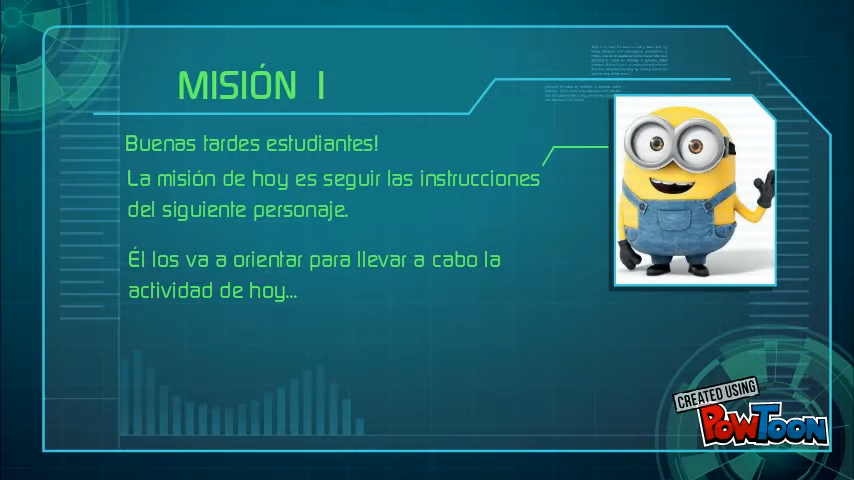 MISIÓN 1
Buenas tardes estudiantes!
La misión de hoy es seguir las instrucciones
del siguiente personaje.
Él los va a orientar para llevar a cabo la
actividad de hoy...
CREATED USING
POWTOON